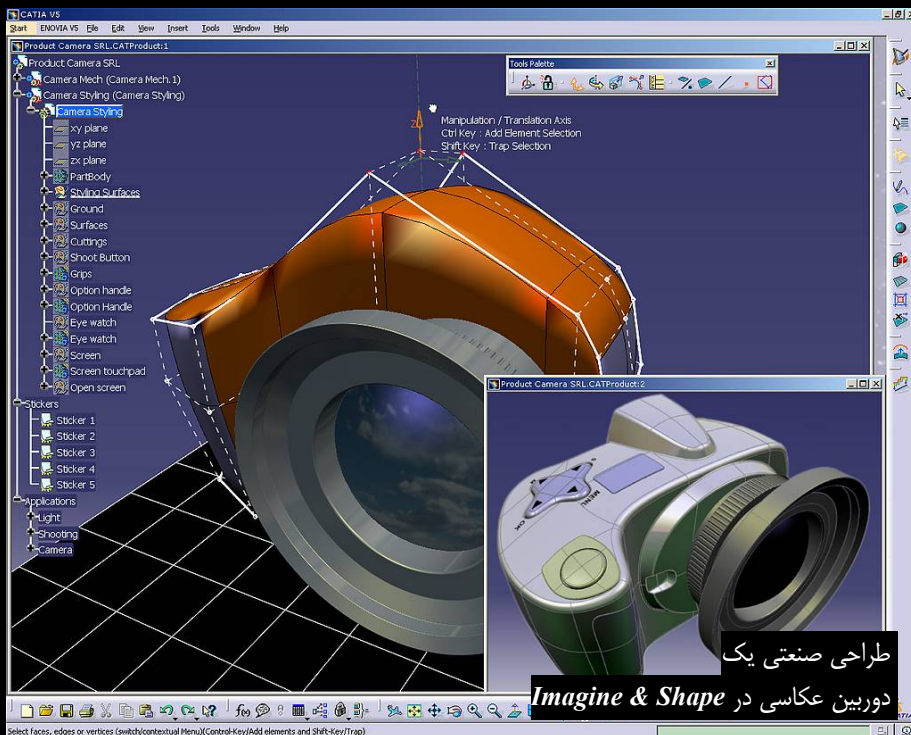 CATIA V5
Start ENOVIA V5 File Edit View Insert Tools Window Help
Product Camera SRL.CATProduct:1
Product Camera SRL
Camera Mech (Camera Mech.1)
Camera Styling (Camera Styling)
Camera Styling
xy plane
yz plane
zx plane
PartBody
Styling Surfaces
Ground
Surfaces
Cuttings
Shoot Button
Grips
Option handle
Option Handle
Eye watch
Eye watch
Screen
Screen touchpad
Open screen
Stickers
Sticker 1
Sticker 2
Sticker 3
Sticker 4
Sticker 5
Applications
Light
Shooting
Camera
Tools Palette
Z
Manipulation / Translation Axis
Ctrl Key : Add Element Selection
Shift Key : Trap Selection
Product Camera SRL.CATProduct:2
MENU
OK
طراحی صنعتی یک
دوربین عکاسی در Imagine & Shape
Select faces, edges or vertices (switch/contextual Menu)(Control-Key/Add elements and Shift-Key/Trap)